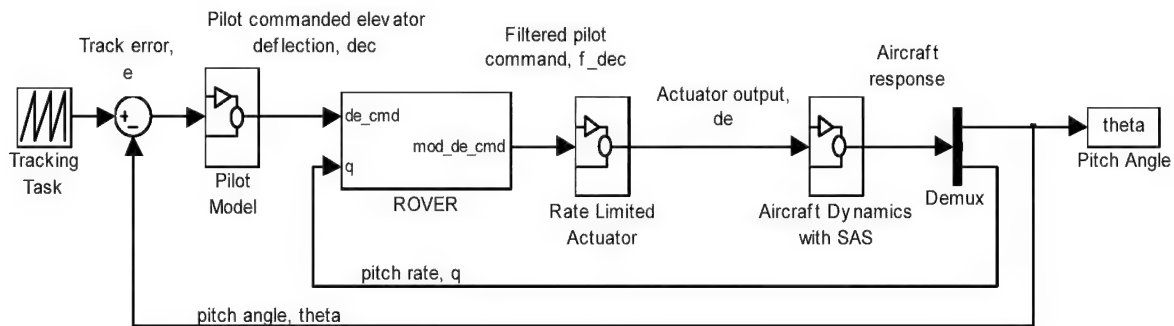 Pilot commanded elevator
deflection, dec
Track error,
e
Filtered pilot
command, f_dec
Actuator output,
de
Aircraft
response
+
−
de_cmd
mod_de_cmd
q
theta
Tracking
Task
Pilot
Model
ROVER
Rate Limited
Actuator
Aircraft Dynamics
with SAS
Demux
Pitch Angle
pitch rate, q
pitch angle, theta